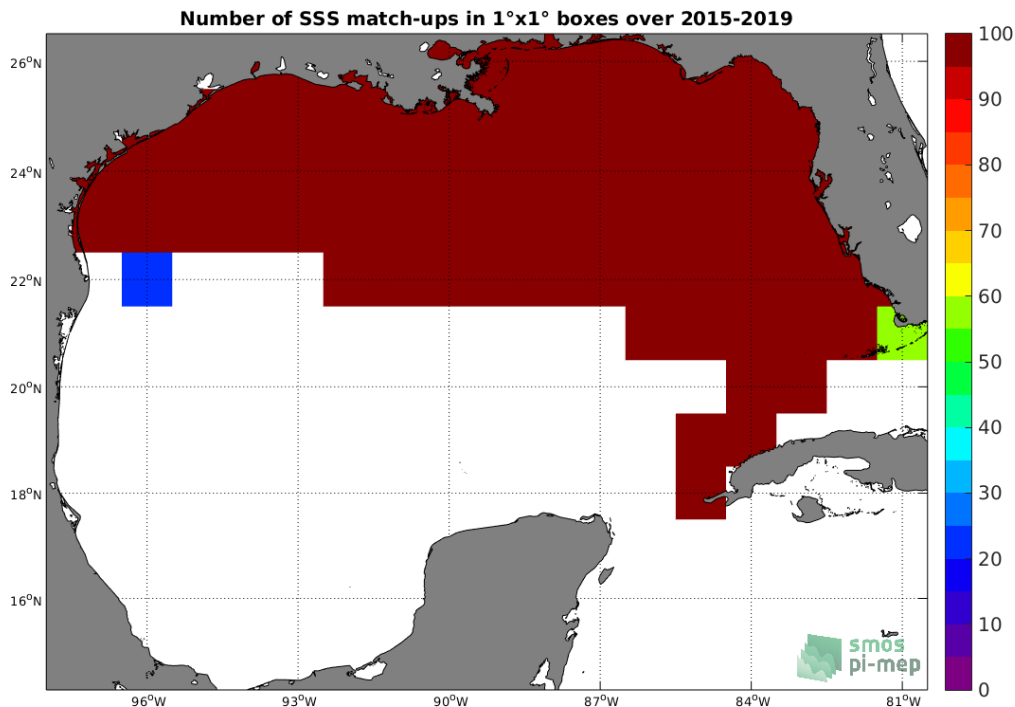 Number of SSS match-ups in 1°x1° boxes over 2015-2019
26°N
24°N
22°N
20°N
18°N
16°N
96°W
93°W
90°W
87°W
84°W
81°W
100
90
80
70
60
50
40
30
20
10
0
smos
pi-mep